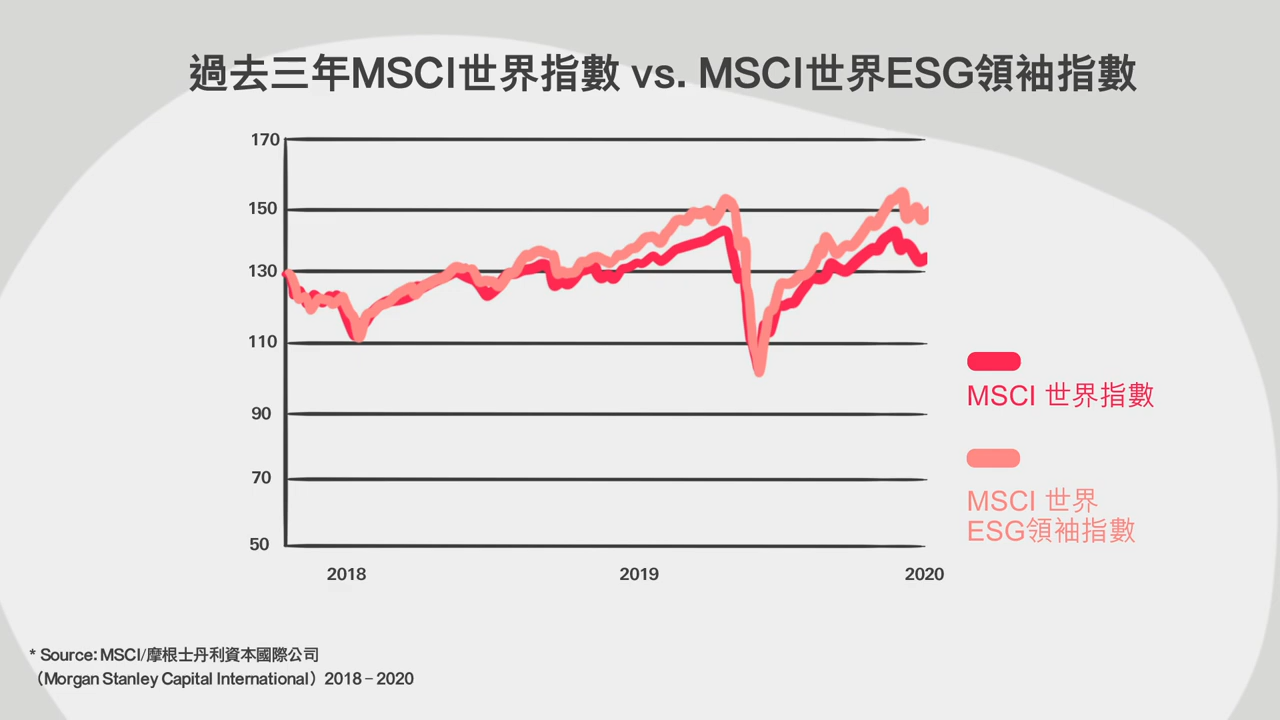 過去三年MSCI世界指數 vs. MSCI世界ESG領袖指數
170
150
130
110
90
70
50
2018
2019
2020
MSCI 世界指數
MSCI 世界
ESG領袖指數
* Source: MSCI/摩根士丹利資本國際公司
（Morgan Stanley Capital International）2018 – 2020